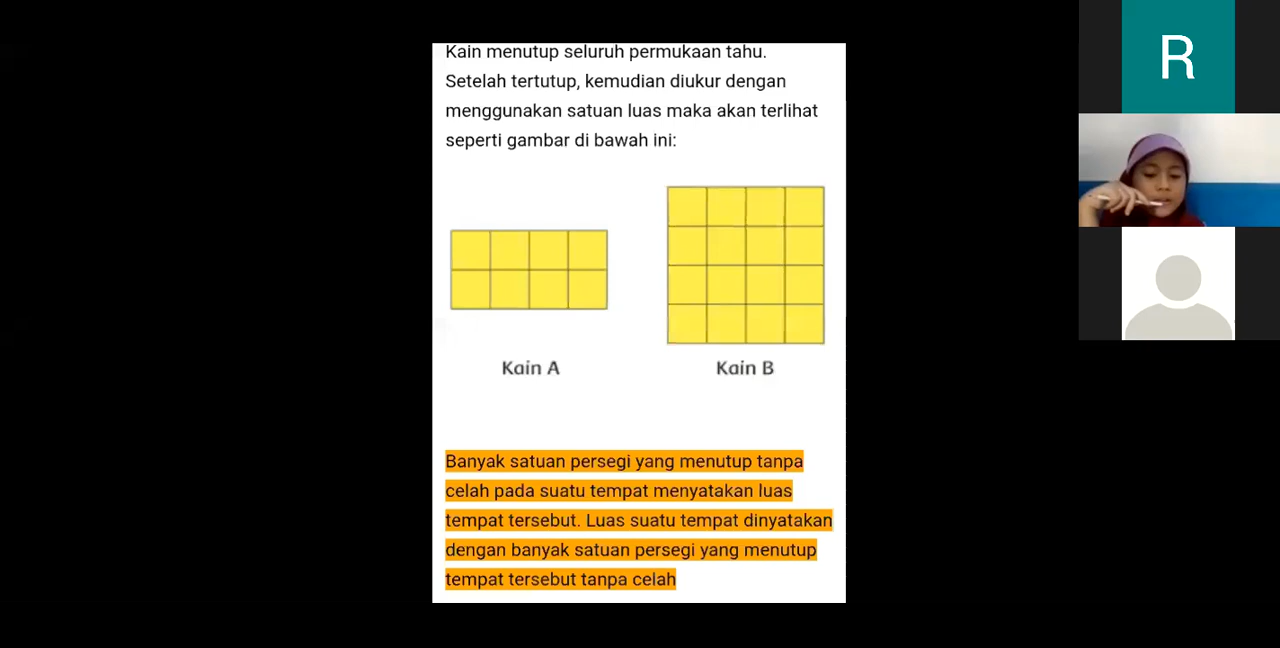 Kain menutup seluruh permukaan tahu.
Setelah tertutup, kemudian diukur dengan
menggunakan satuan luas maka akan terlihat
seperti gambar di bawah ini:
Kain A
Kain B
Banyak satuan persegi yang menutup tanpa
celah pada suatu tempat menyatakan luas
tempat tersebut. Luas suatu tempat dinyatakan
dengan banyak satuan persegi yang menutup
tempat tersebut tanpa celah
R